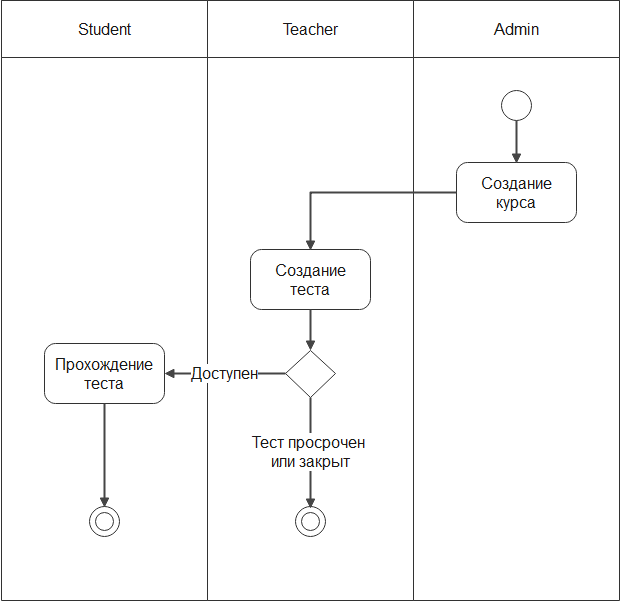 Student
Teacher
Admin
Создание
курса
Создание
теста
Прохождение
теста
Доступен
Тест просрочен
или закрыт